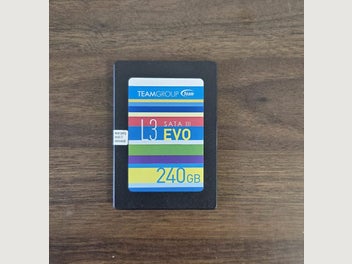 TEAMGROUP Team
L3 SATA III
EVO
240GB